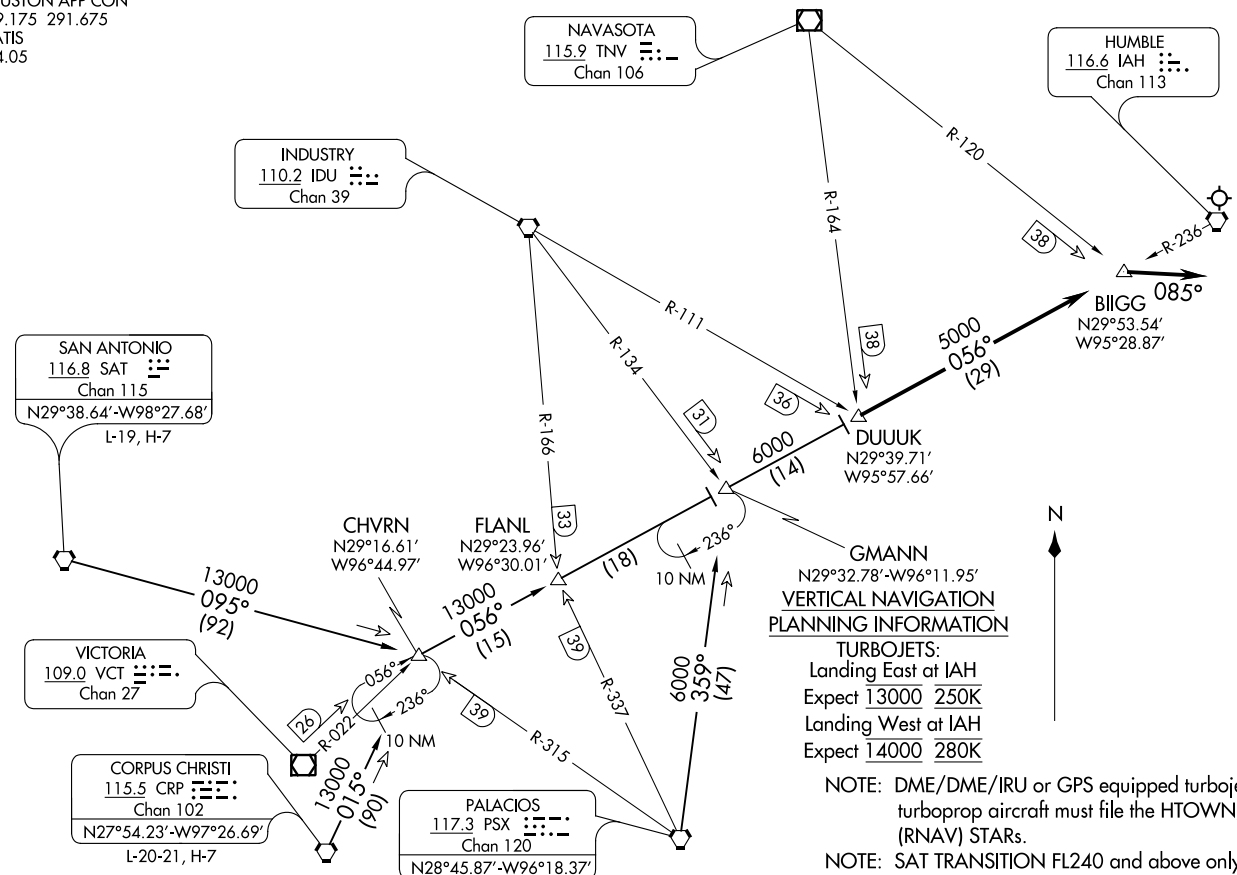 HOUSTON APP CON
.175 291.675
ATIS
.05
NAVASOTA
115.9 TNV
Chan 106
HUMBLE
116.6 IAH
Chan 113
INDUSTRY
110.2 IDU
Chan 39
R-120
R-164
R-236
38
BIIGG
N29°53.54'
W95°28.87'
085°
R-111
R-134
R-166
38
5000
056°
(29)
36
31
33
SAN ANTONIO
116.8 SAT
Chan 115
N29°38.64'-W98°27.68'
L-19, H-7
6000
(14)
DUUUK
N29°39.71'
W95°57.66'
CHVRN
N29°16.61'
W96°44.97'
FLANL
N29°23.96'
W96°30.01'
(18)
236°
10 NM
GMANN
N29°32.78'-W96°11.95'
N
13000
095°
(92)
13000
056°
(15)
VERTICAL NAVIGATION
PLANNING INFORMATION
TURBOJETS:
Landing East at IAH
Expect 13000 250K
Landing West at IAH
Expect 14000 280K
VICTORIA
109.0 VCT
Chan 27
26
R-022
056°
236°
10 NM
39
R-315
39
R-337
6000
359°
(47)
13000
015°
(90)
CORPUS CHRISTI
115.5 CRP
Chan 102
N27°54.23'-W97°26.69'
L-20-21, H-7
PALACIOS
117.3 PSX
Chan 120
N28°45.87'-W96°18.37'
NOTE: DME/DME/IRU or GPS equipped turboje
turboprop aircraft must file the HTOWN
(RNAV) STARs.
NOTE: SAT TRANSITION FL240 and above only